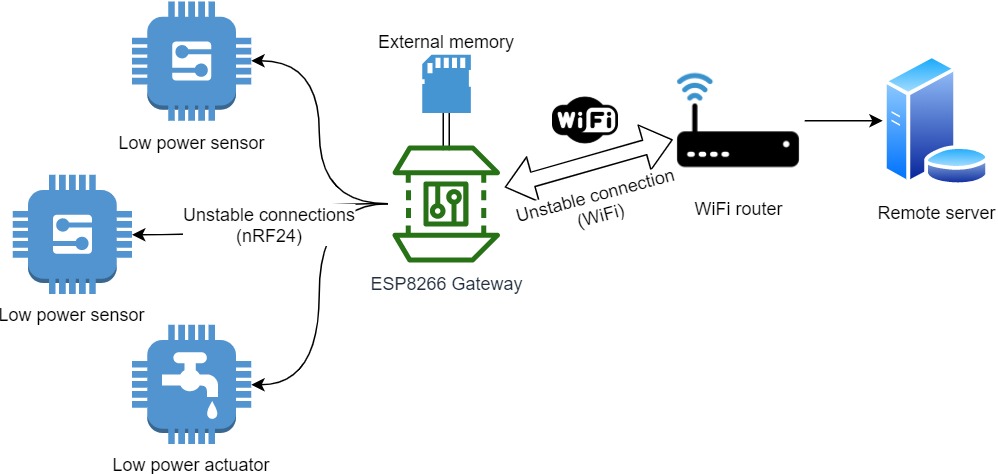 External memory
WiFi
Low power sensor
Unstable connection
(WiFi)
WiFi router
Remote server
Unstable connections
(nRF24)
ESP8266 Gateway
Low power sensor
Low power actuator